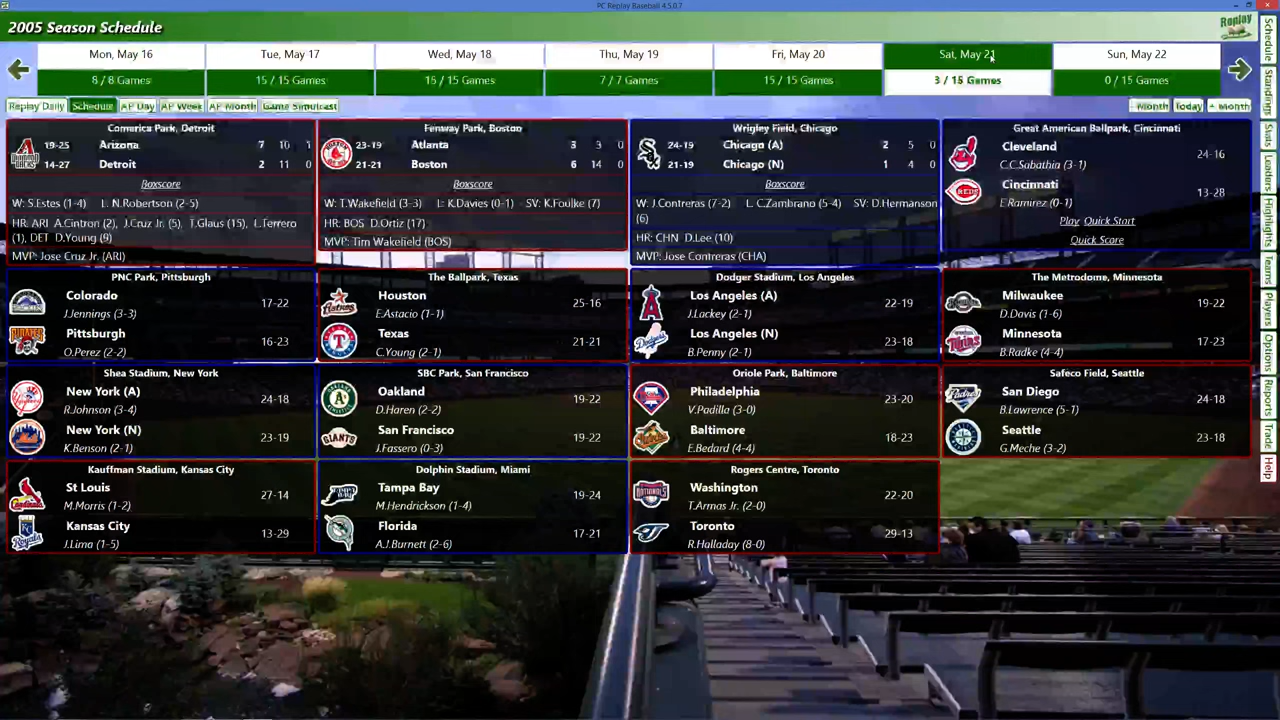 PC Replay Baseball 4.5.0.7
2005 Season Schedule
Replay
Mon, May 16
8 / 8 Games
Tue, May 17
15 / 15 Games
Wed, May 18
15 / 15 Games
Thu, May 19
7 / 7 Games
Fri, May 20
15 / 15 Games
Sat, May 21
3 / 15 Games
Sun, May 22
0 / 15 Games
Replay Daily Schedule AP Day AP Week AP Month Game Simulcast
- Month Today + Month
Comerica Park, Detroit
19-25 Arizona 7 10 1
14-27 Detroit 2 11 0
Boxscore
W: S.Estes (1-4) L: N.Robertson (2-5)
HR: ARI A.Cintron (2), J.Cruz Jr. (5), T.Glaus (15), L.Terrero
(1), DET D.Young (9)
MVP: Jose Cruz Jr. (ARI)
Fenway Park, Boston
23-19 Atlanta 3 3 0
21-21 Boston 6 14 0
Boxscore
W: T.Wakefield (3-3) L: K.Davies (0-1) SV: K.Foulke (7)
HR: BOS D.Ortiz (17)
MVP: Tim Wakefield (BOS)
Wrigley Field, Chicago
24-19 Chicago (A) 2 5 0
21-19 Chicago (N) 1 4 0
Boxscore
W: J.Contreras (7-2) L: C.Zambrano (5-4) SV: D.Hermanson
(6)
HR: CHN D.Lee (10)
MVP: Jose Contreras (CHA)
Great American Ballpark, Cincinnati
Cleveland 24-16
C.C.Sabathia (3-1)
Cincinnati 13-28
E.Ramirez (0-1)
Play Quick Start
Quick Score
PNC Park, Pittsburgh
Colorado 17-22
J.Jennings (3-3)
Pittsburgh 16-23
O.Perez (2-2)
The Ballpark, Texas
Houston 25-16
E.Astacio (1-1)
Texas 21-21
C.Young (2-1)
Dodger Stadium, Los Angeles
Los Angeles (A) 22-19
J.Lackey (2-1)
Los Angeles (N) 23-18
B.Penny (2-1)
The Metrodome, Minnesota
Milwaukee 19-22
D.Davis (1-6)
Minnesota 17-23
B.Radke (4-4)
Shea Stadium, New York
New York (A) 24-18
R.Johnson (3-4)
New York (N) 23-19
K.Benson (2-1)
SBC Park, San Francisco
Oakland 19-22
D.Haren (2-2)
San Francisco 19-22
J.Fassero (0-3)
Oriole Park, Baltimore
Philadelphia 23-20
V.Padilla (3-0)
Baltimore 18-23
E.Bedard (4-4)
Safeco Field, Seattle
San Diego 24-18
B.Lawrence (5-1)
Seattle 23-18
G.Meche (3-2)
Kauffman Stadium, Kansas City
St Louis 27-14
M.Morris (1-2)
Kansas City 13-29
J.Lima (1-5)
Dolphin Stadium, Miami
Tampa Bay 19-24
M.Hendrickson (1-4)
Florida 17-21
A.J.Burnett (2-6)
Rogers Centre, Toronto
Washington 22-20
T.Armas Jr. (2-0)
Toronto 29-13
R.Halladay (8-0)
Schedule
Standings
Stats
Leaders
Highlights
Teams
Players
Options
Reports
Trade
Help